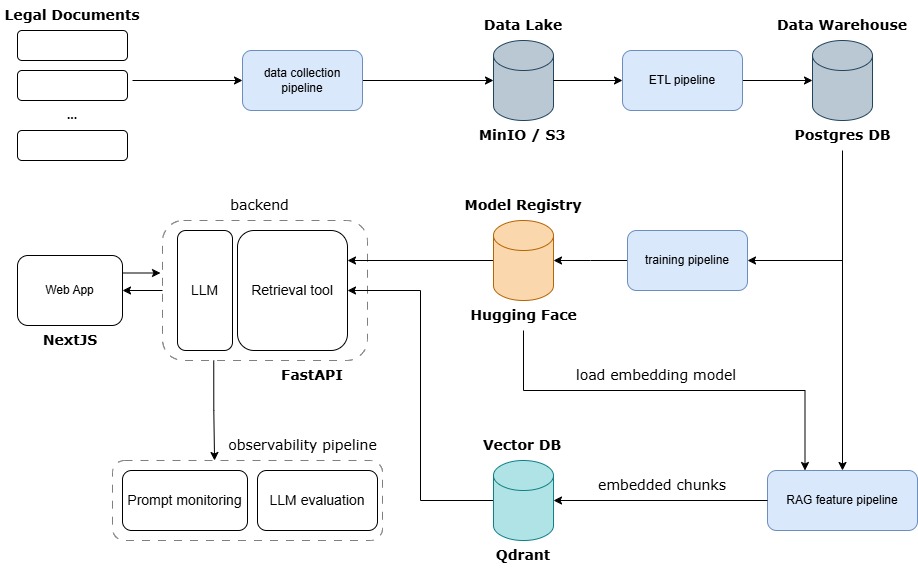 Legal Documents
...
data collection
pipeline
Data Lake
MinIO / S3
ETL pipeline
Data Warehouse
Postgres DB
backend
Web App
NextJS
LLM
Retrieval tool
FastAPI
Model Registry
Hugging Face
training pipeline
load embedding model
observability pipeline
Prompt monitoring
LLM evaluation
Vector DB
Qdrant
embedded chunks
RAG feature pipeline